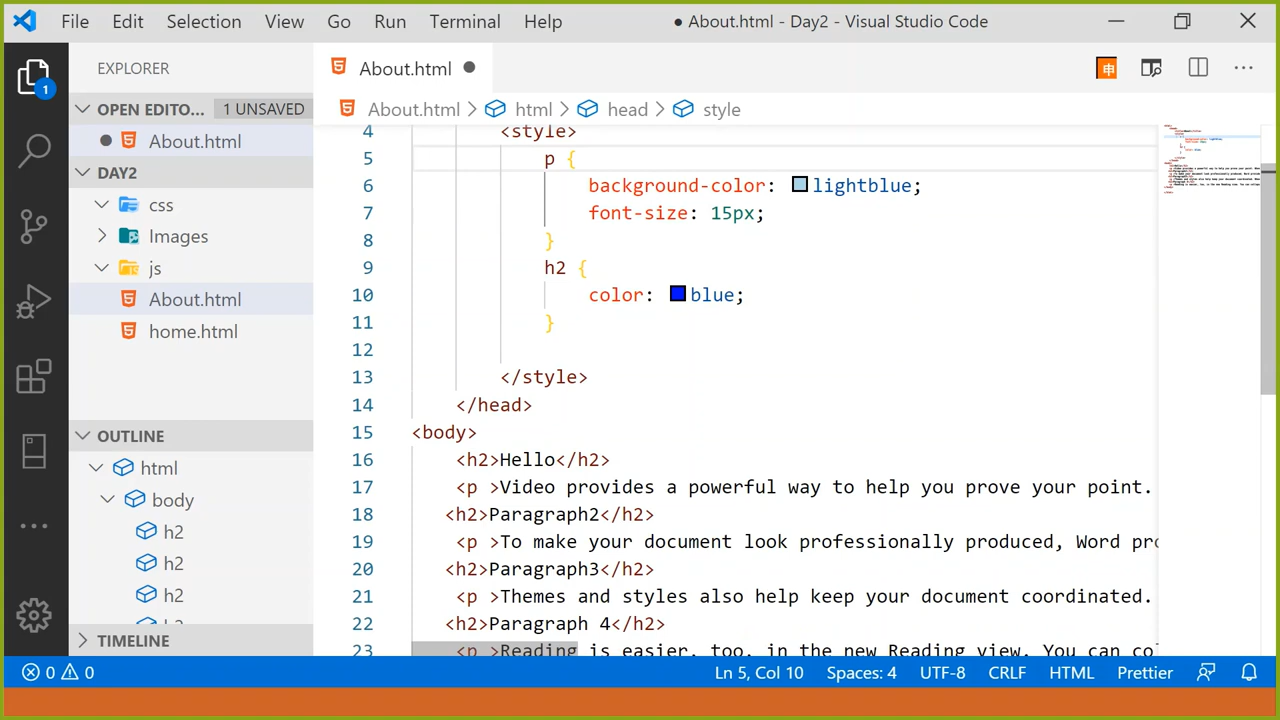 File Edit Selection View Go Run Terminal Help ● About.html - Day2 - Visual Studio Code
EXPLORER
OPEN EDITO... 1 UNSAVED
About.html
DAY2
css
Images
js
About.html
home.html
OUTLINE
html
body
h2
h2
h2
TIMELINE
1
About.html
About.html > html > head > style
4 <style>
5 p {
6 background-color: lightblue;
7 font-size: 15px;
8 }
9 h2 {
10 color: blue;
11 }
12
13 </style>
14 </head>
15 <body>
16 <h2>Hello</h2>
17 <p >Video provides a powerful way to help you prove your point.
18 <h2>Paragraph2</h2>
19 <p >To make your document look professionally produced, Word pro
20 <h2>Paragraph3</h2>
21 <p >Themes and styles also help keep your document coordinated.
22 <h2>Paragraph 4</h2>
23 <p >Reading is easier, too, in the new Reading view. You can col
申
0 0 Ln 5, Col 10 Spaces: 4 UTF-8 CRLF HTML Prettier